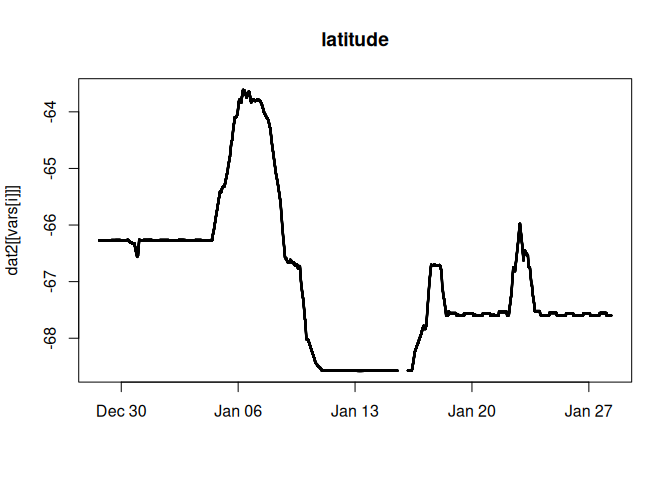 latitude
dat2[[vars[i]]]
-64
-65
-66
-67
-68
Dec 30
Jan 06
Jan 13
Jan 20
Jan 27